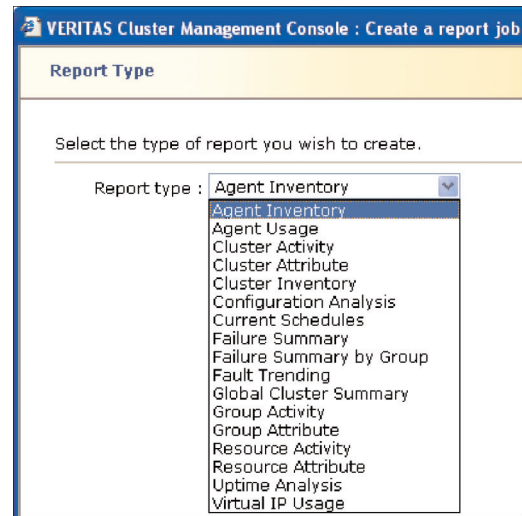 VERITAS Cluster Management Console : Create a report job
Report Type
Select the type of report you wish to create.
Report type : Agent Inventory
Agent Inventory
Agent Usage
Cluster Activity
Cluster Attribute
Cluster Inventory
Configuration Analysis
Current Schedules
Failure Summary
Failure Summary by Group
Fault Trending
Global Cluster Summary
Group Activity
Group Attribute
Resource Activity
Resource Attribute
Uptime Analysis
Virtual IP Usage